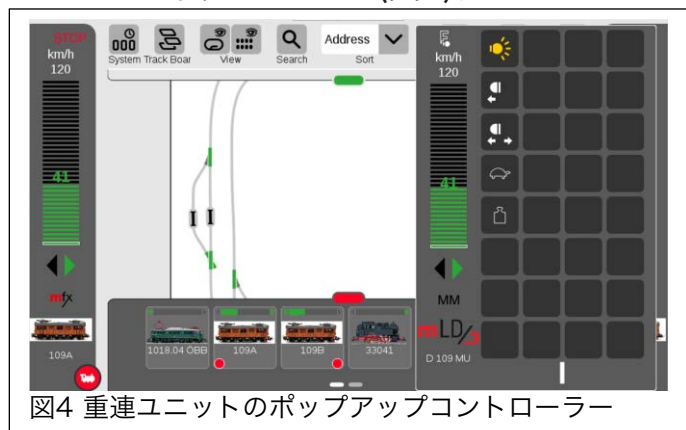 STOP
km/h
120
41
mfx
109A
System
Track Boar
View
Search
Address
Sort
1018.04 ÖBB
109A
109B
33041
km/h
120
41
MM
mLD/3
D 109 MU
図4 重連ユニットのポップアップコントローラー